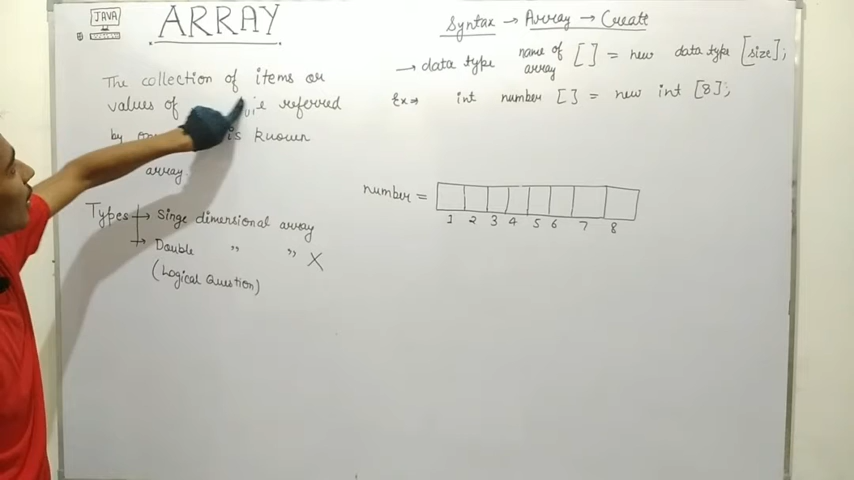 JAVA
ARRAY
The collection of items or
values of referred
by is known
array
Types → Singe dimensional array
→ Double " " X
(Logical Question)
Syntax → Array → Create
→ data type name of array [ ] = new data type [size];
Ex ⇒ int number [ ] = new int [8];
number =
1 2 3 4 5 6 7 8